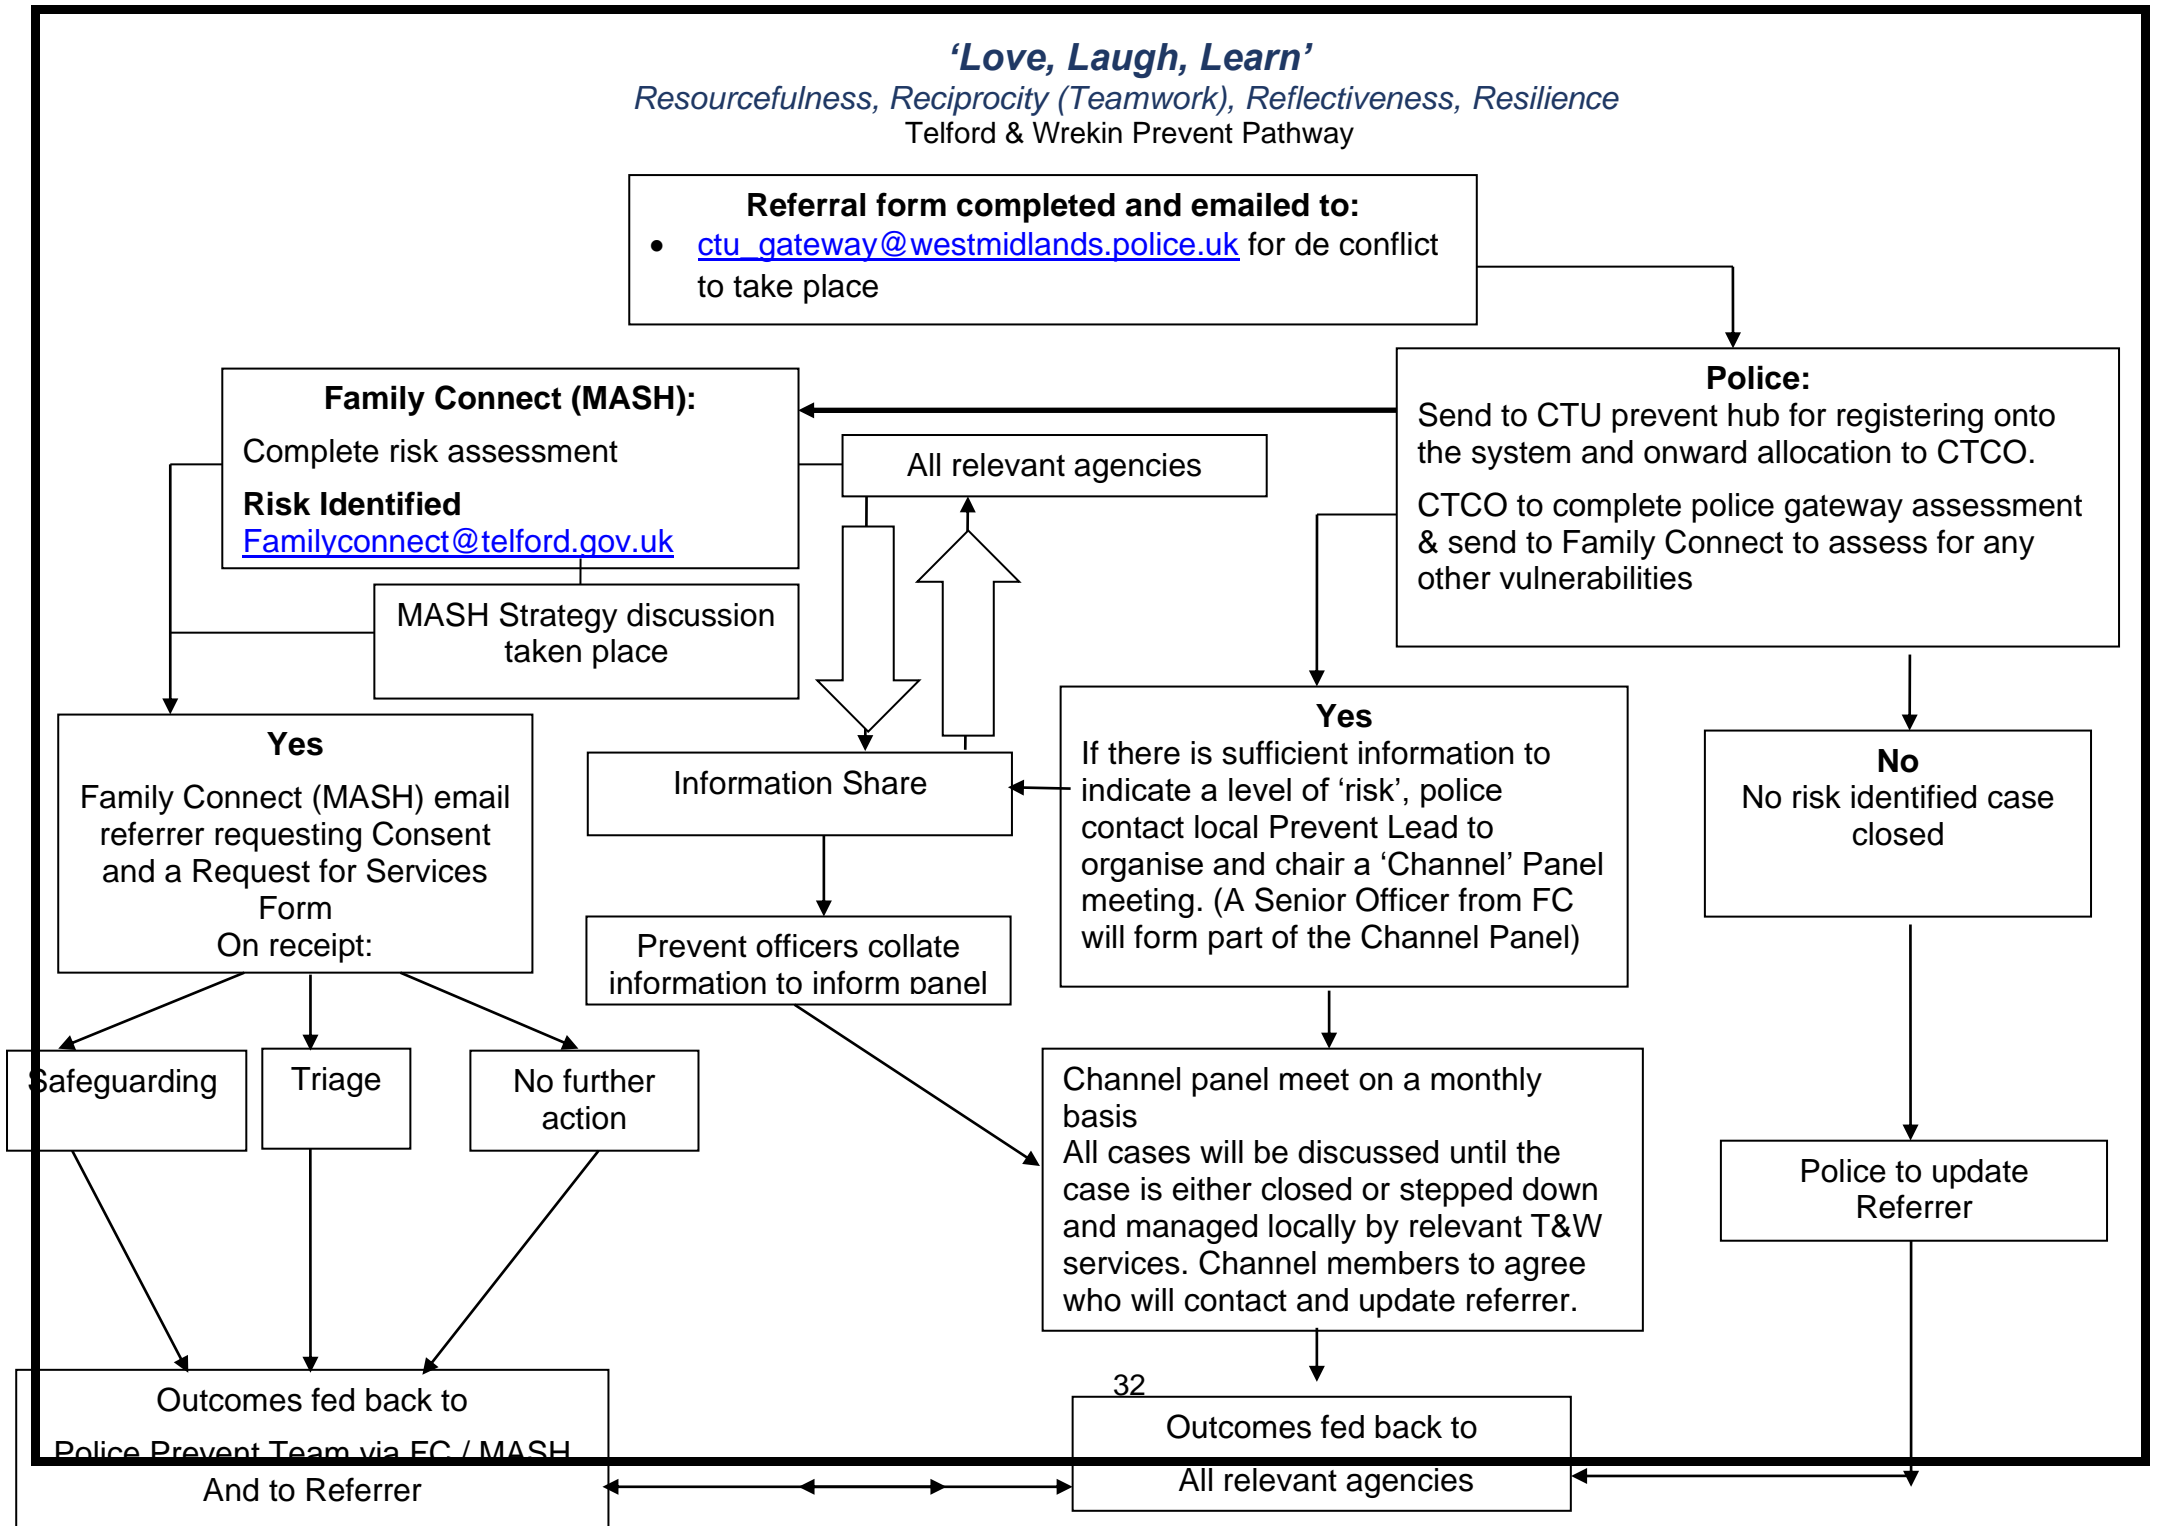 ‘Love, Laugh, Learn’
Resourcefulness, Reciprocity (Teamwork), Reflectiveness, Resilience
Telford & Wrekin Prevent Pathway
Referral form completed and emailed to:
• ctu_gateway@westmidlands.police.uk for de conflict
to take place
Family Connect (MASH):
Complete risk assessment
Risk Identified
Familyconnect@telford.gov.uk
All relevant agencies
Police:
Send to CTU prevent hub for registering onto
the system and onward allocation to CTCO.
CTCO to complete police gateway assessment
& send to Family Connect to assess for any
other vulnerabilities
MASH Strategy discussion
taken place
Yes
Family Connect (MASH) email
referrer requesting Consent
and a Request for Services
Form
On receipt:
Information Share
Yes
If there is sufficient information to
indicate a level of ‘risk’, police
contact local Prevent Lead to
organise and chair a ‘Channel’ Panel
meeting. (A Senior Officer from FC
will form part of the Channel Panel)
No
No risk identified case
closed
Prevent officers collate
information to inform panel
Safeguarding
Triage
No further
action
Channel panel meet on a monthly
basis
All cases will be discussed until the
case is either closed or stepped down
and managed locally by relevant T&W
services. Channel members to agree
who will contact and update referrer.
Police to update
Referrer
Outcomes fed back to
Police Prevent Team via FC / MASH
And to Referrer
32
Outcomes fed back to
All relevant agencies